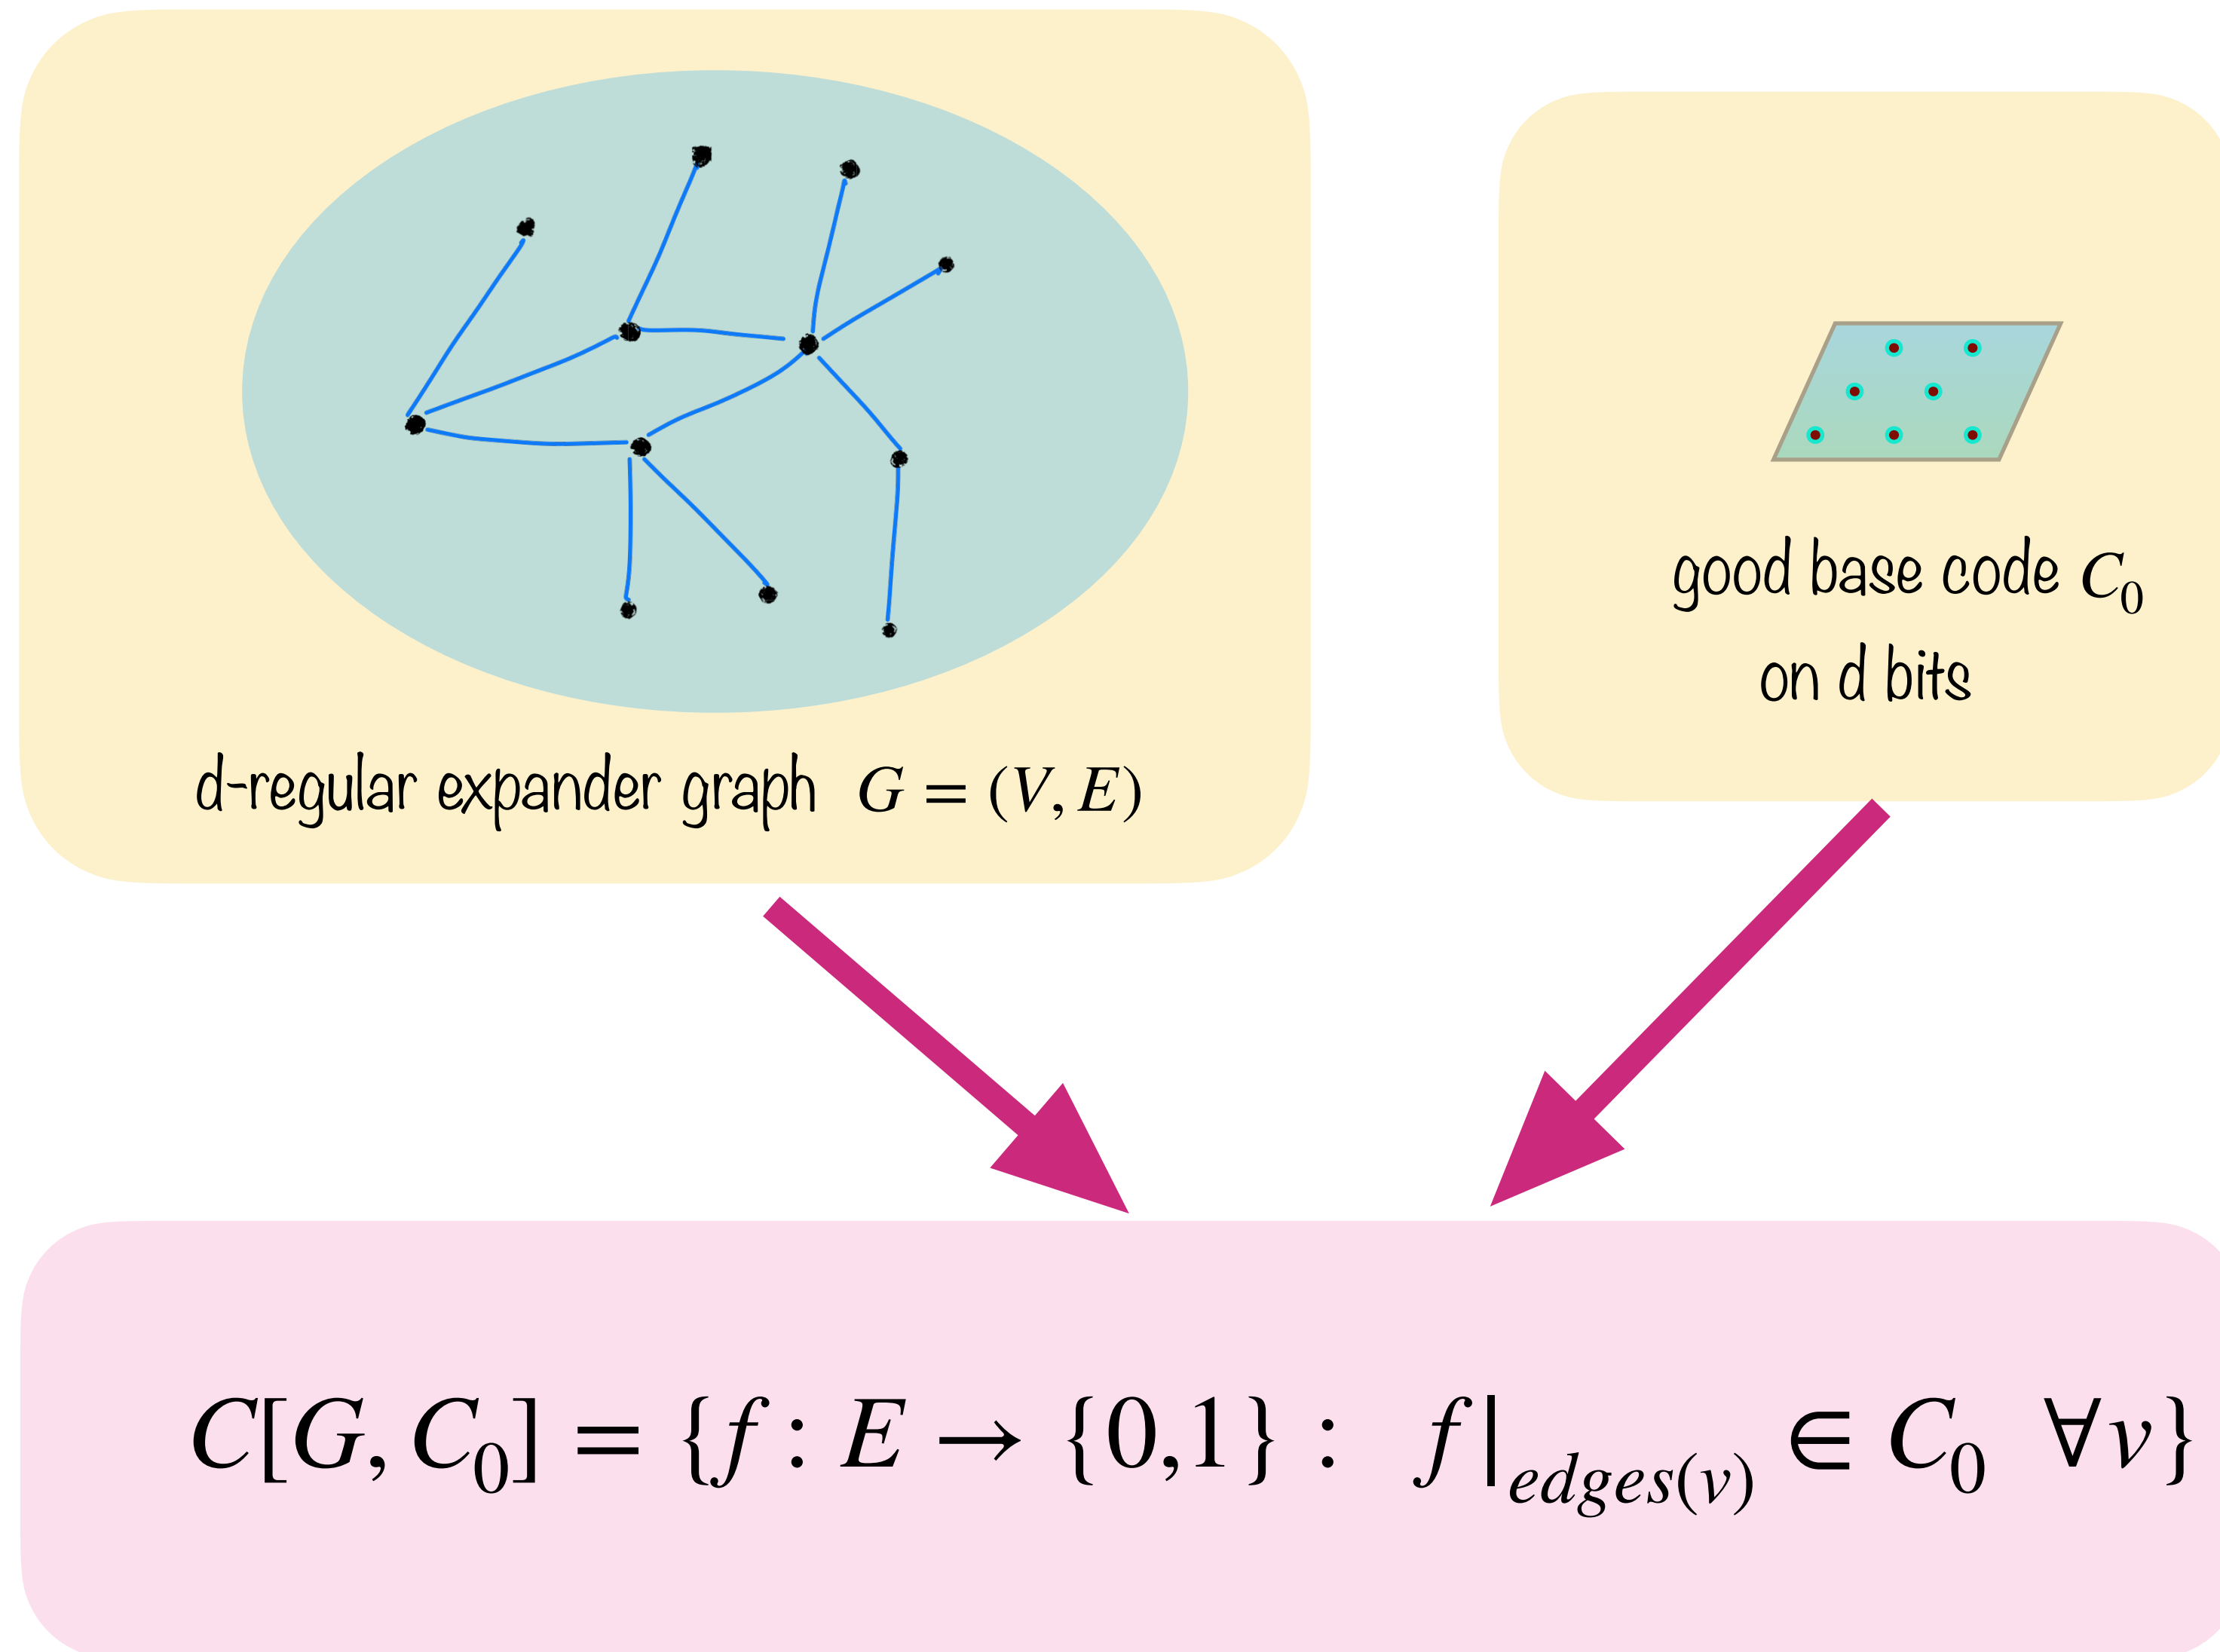 d-regular expander graph G = (V, E)
good base code C₀
on d bits
C[G, C₀] = {f : E → {0,1} : f|edges(v) ∈ C₀ ∀v}